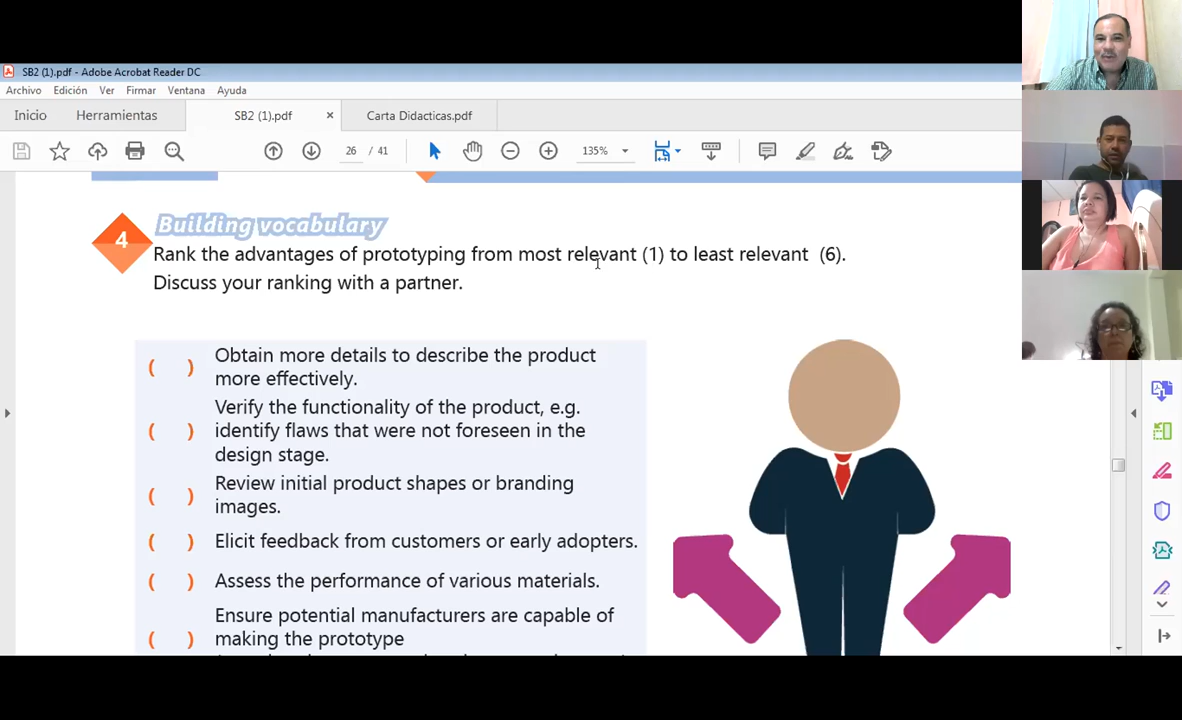 SB2 (1).pdf - Adobe Acrobat Reader DC
Archivo Edición Ver Firmar Ventana Ayuda
Inicio Herramientas SB2 (1).pdf × Carta Didacticas.pdf
26 / 41 135%
Building vocabulary
4
Rank the advantages of prototyping from most relevant (1) to least relevant (6).
Discuss your ranking with a partner.
( ) Obtain more details to describe the product
more effectively.
( ) Verify the functionality of the product, e.g.
identify flaws that were not foreseen in the
design stage.
( ) Review initial product shapes or branding
images.
( ) Elicit feedback from customers or early adopters.
( ) Assess the performance of various materials.
( ) Ensure potential manufacturers are capable of
making the prototype